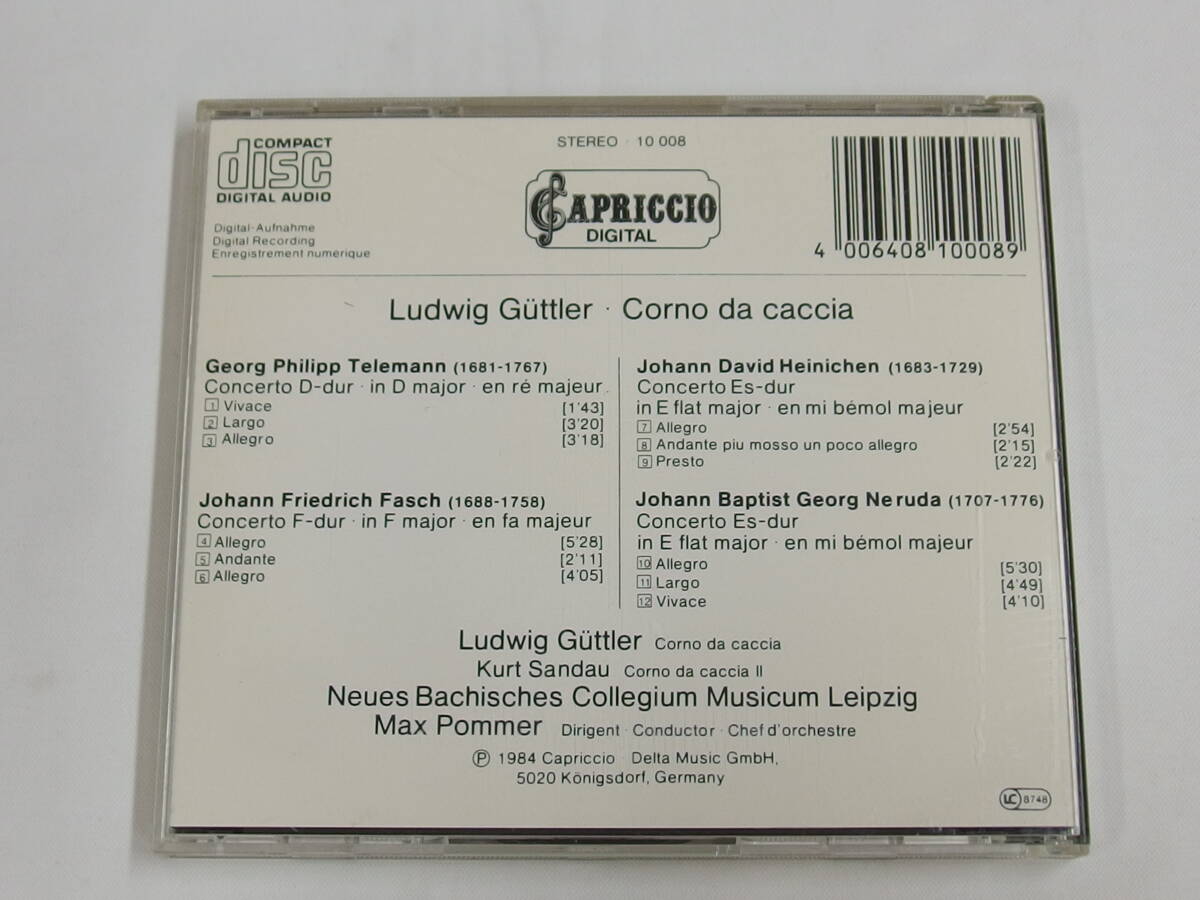 COMPACT
disc
DIGITAL AUDIO
Digital-Aufnahme
Digital Recording
Enregistrement numérique
STEREO · 10 008
CAPRICCIO
DIGITAL
4 006408 100089
Ludwig Güttler · Corno da caccia
Georg Philipp Telemann (1681-1767)
Concerto D-dur · in D major · en ré majeur
1 Vivace [1'43]
2 Largo [3'20]
3 Allegro [3'18]
Johann Friedrich Fasch (1688-1758)
Concerto F-dur · in F major · en fa majeur
4 Allegro [5'28]
5 Andante [2'11]
6 Allegro [4'05]
Johann David Heinichen (1683-1729)
Concerto Es-dur
in E flat major · en mi bémol majeur
7 Allegro [2'54]
8 Andante piu mosso un poco allegro [2'15]
9 Presto [2'22]
Johann Baptist Georg Neruda (1707-1776)
Concerto Es-dur
in E flat major · en mi bémol majeur
10 Allegro [5'30]
11 Largo [4'49]
12 Vivace [4'10]
Ludwig Güttler Corno da caccia
Kurt Sandau Corno da caccia II
Neues Bachisches Collegium Musicum Leipzig
Max Pommer Dirigent · Conductor · Chef d'orchestre
Ⓟ 1984 Capriccio · Delta Music GmbH,
5020 Königsdorf, Germany
LC 8748